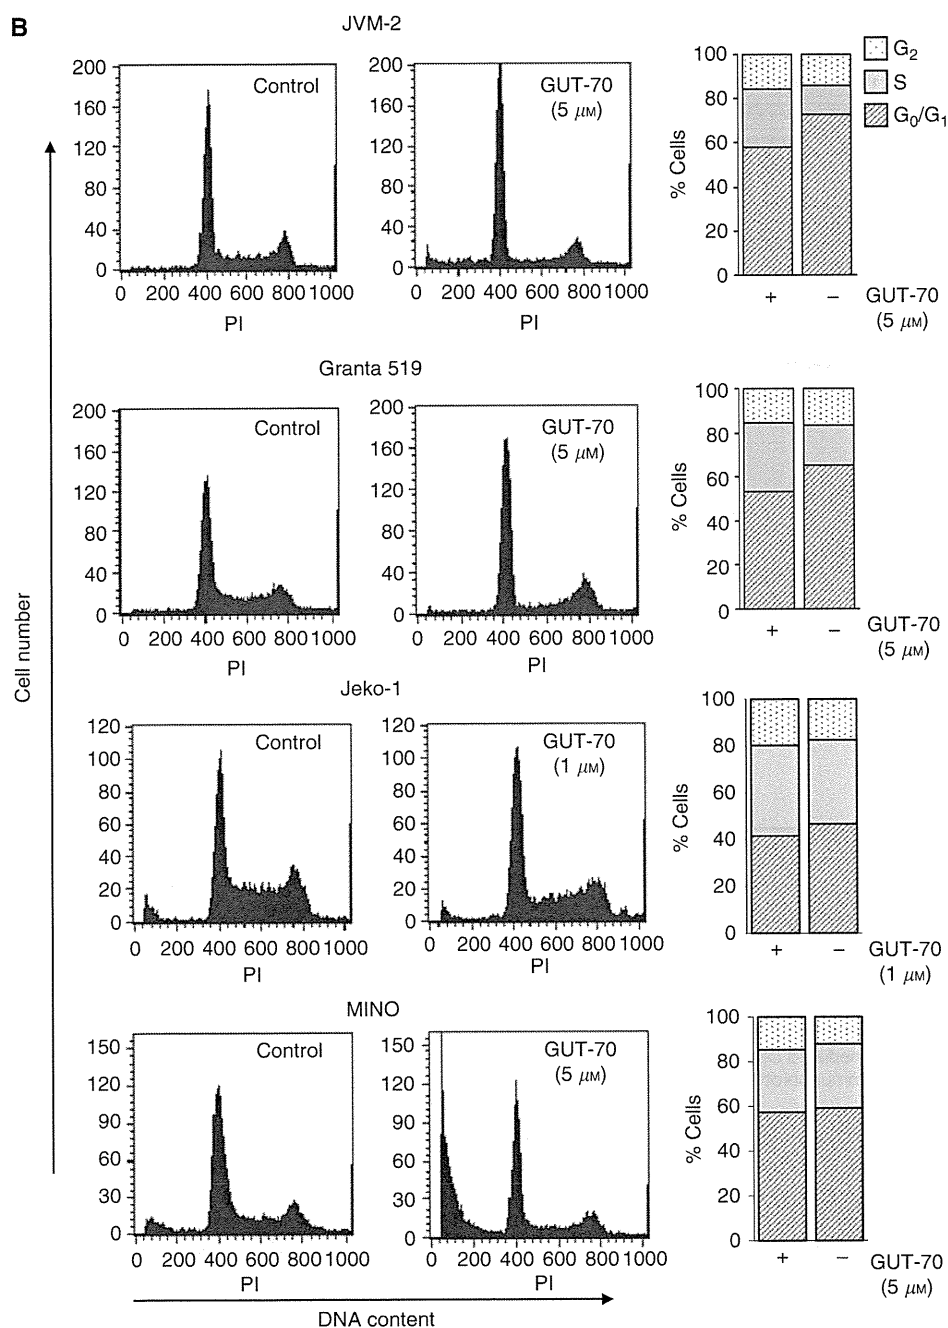 B
JVM-2
Control
200
160
120
80
40
0
0 200 400 600 800 1000
PI
GUT-70
(5 μM)
200
160
120
80
40
0
0 200 400 600 800 1000
PI
100
80
60
40
20
0
% Cells
+ − GUT-70
(5 μM)
G2
S
G0/G1
Granta 519
Control
200
160
120
80
40
0
0 200 400 600 800 1000
PI
GUT-70
(5 μM)
200
160
120
80
40
0
0 200 400 600 800 1000
PI
100
80
60
40
20
0
% Cells
+ − GUT-70
(5 μM)
Cell number
Jeko-1
Control
120
100
80
60
40
20
0
0 200 400 600 800 1000
PI
GUT-70
(1 μM)
120
100
80
60
40
20
0
0 200 400 600 800 1000
PI
100
80
60
40
20
0
% Cells
+ − GUT-70
(1 μM)
MINO
Control
150
120
90
60
30
0
0 200 400 600 800 1000
PI
GUT-70
(5 μM)
150
120
90
60
30
0
0 200 400 600 800 1000
PI
100
80
60
40
20
0
% Cells
+ − GUT-70
(5 μM)
DNA content